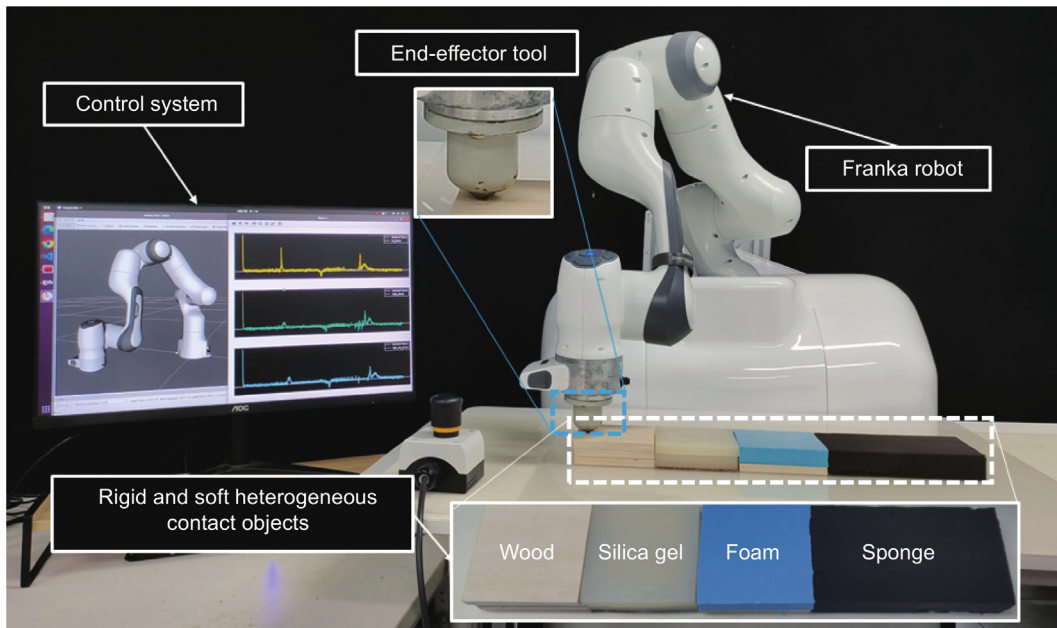 End-effector tool
Control system
Franka robot
AOC
Rigid and soft heterogeneous
contact objects
Wood
Silica gel
Foam
Sponge